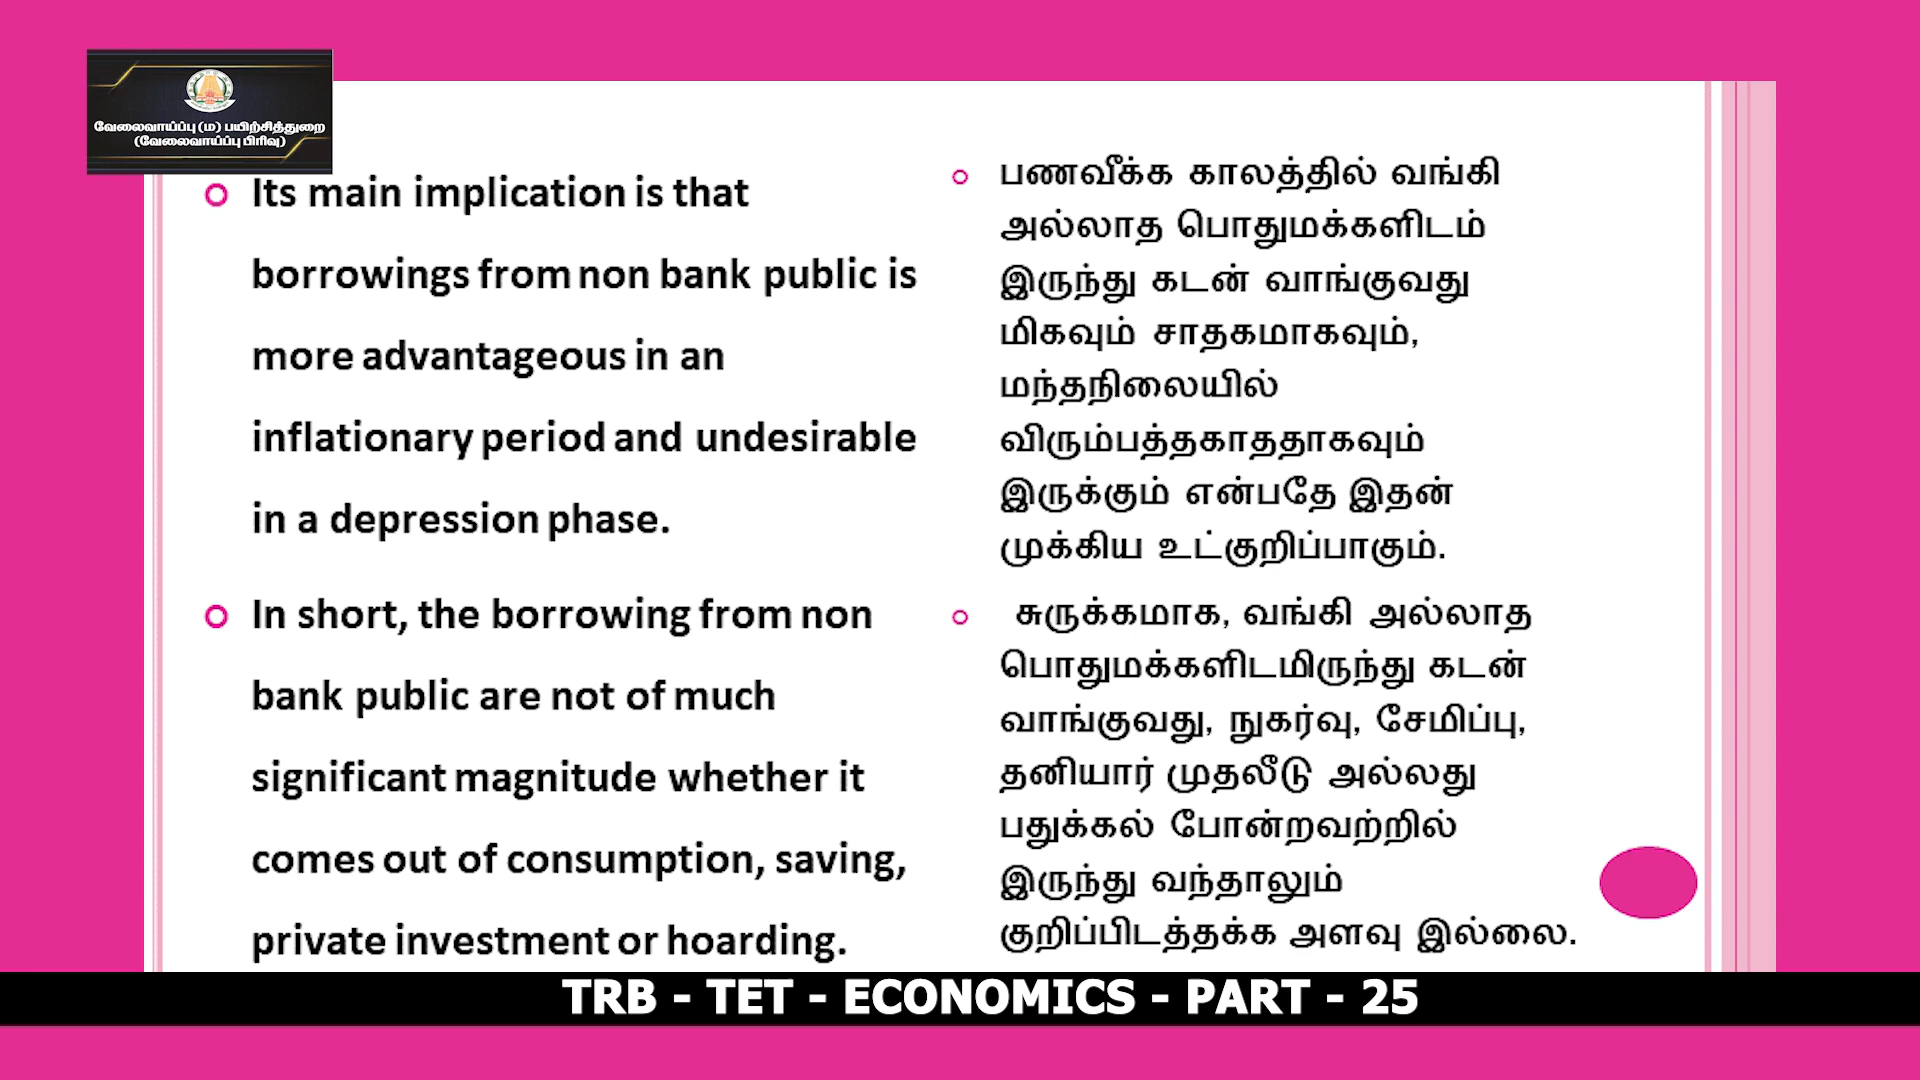 வேலைவாய்ப்பு (ம) பயிற்சித்துறை
(வேலைவாய்ப்பு பிரிவு)
Its main implication is that
borrowings from non bank public is
more advantageous in an
inflationary period and undesirable
in a depression phase.
In short, the borrowing from non
bank public are not of much
significant magnitude whether it
comes out of consumption, saving,
private investment or hoarding.
பணவீக்க காலத்தில் வங்கி
அல்லாத பொதுமக்களிடம்
இருந்து கடன் வாங்குவது
மிகவும் சாதகமாகவும்,
மந்தநிலையில்
விரும்பத்தகாததாகவும்
இருக்கும் என்பதே இதன்
முக்கிய உட்குறிப்பாகும்.
சுருக்கமாக, வங்கி அல்லாத
பொதுமக்களிடமிருந்து கடன்
வாங்குவது, நுகர்வு, சேமிப்பு,
தனியார் முதலீடு அல்லது
பதுக்கல் போன்றவற்றில்
இருந்து வந்தாலும்
குறிப்பிடத்தக்க அளவு இல்லை.
TRB - TET - ECONOMICS - PART - 25